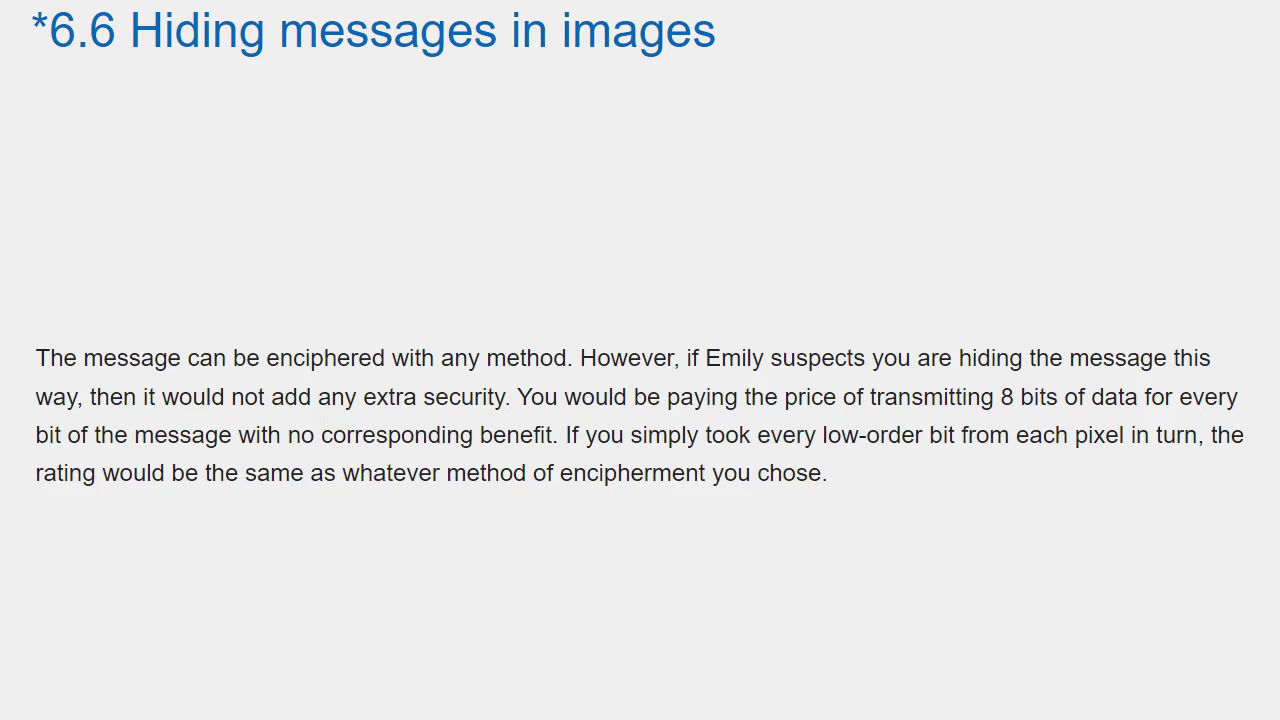 *6.6 Hiding messages in images
The message can be enciphered with any method. However, if Emily suspects you are hiding the message this
way, then it would not add any extra security. You would be paying the price of transmitting 8 bits of data for every
bit of the message with no corresponding benefit. If you simply took every low-order bit from each pixel in turn, the
rating would be the same as whatever method of encipherment you chose.